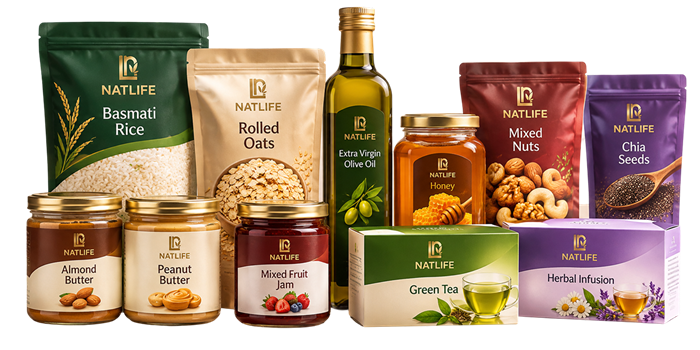 NATLIFE
Basmati
Rice
NATLIFE
Rolled
Oats
NATLIFE
Extra Virgin
Olive Oil
NATLIFE
Honey
NATLIFE
Mixed
Nuts
NATLIFE
Chia
Seeds
NATLIFE
Almond
Butter
NATLIFE
Peanut
Butter
NATLIFE
Mixed Fruit
Jam
NATLIFE
Green Tea
NATLIFE
Herbal Infusion